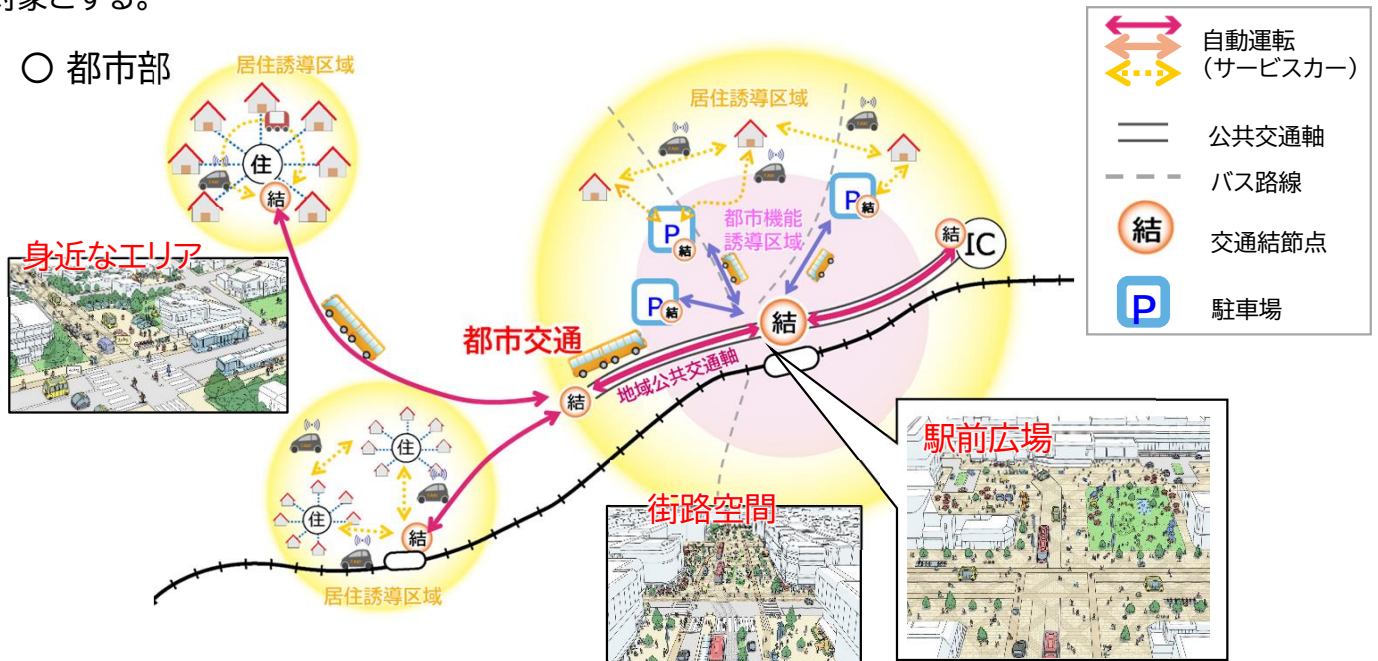 対象とする。
○ 都市部
居住誘導区域
住
結
身近なエリア
都市交通
居住誘導区域
都市機能
誘導区域
P
結
P
結
P
結
結
IC
結
地域公共交通軸
結
住
住
結
居住誘導区域
街路空間
駅前広場
自動運転
(サービスカー)
公共交通軸
バス路線
結
交通結節点
P
駐車場